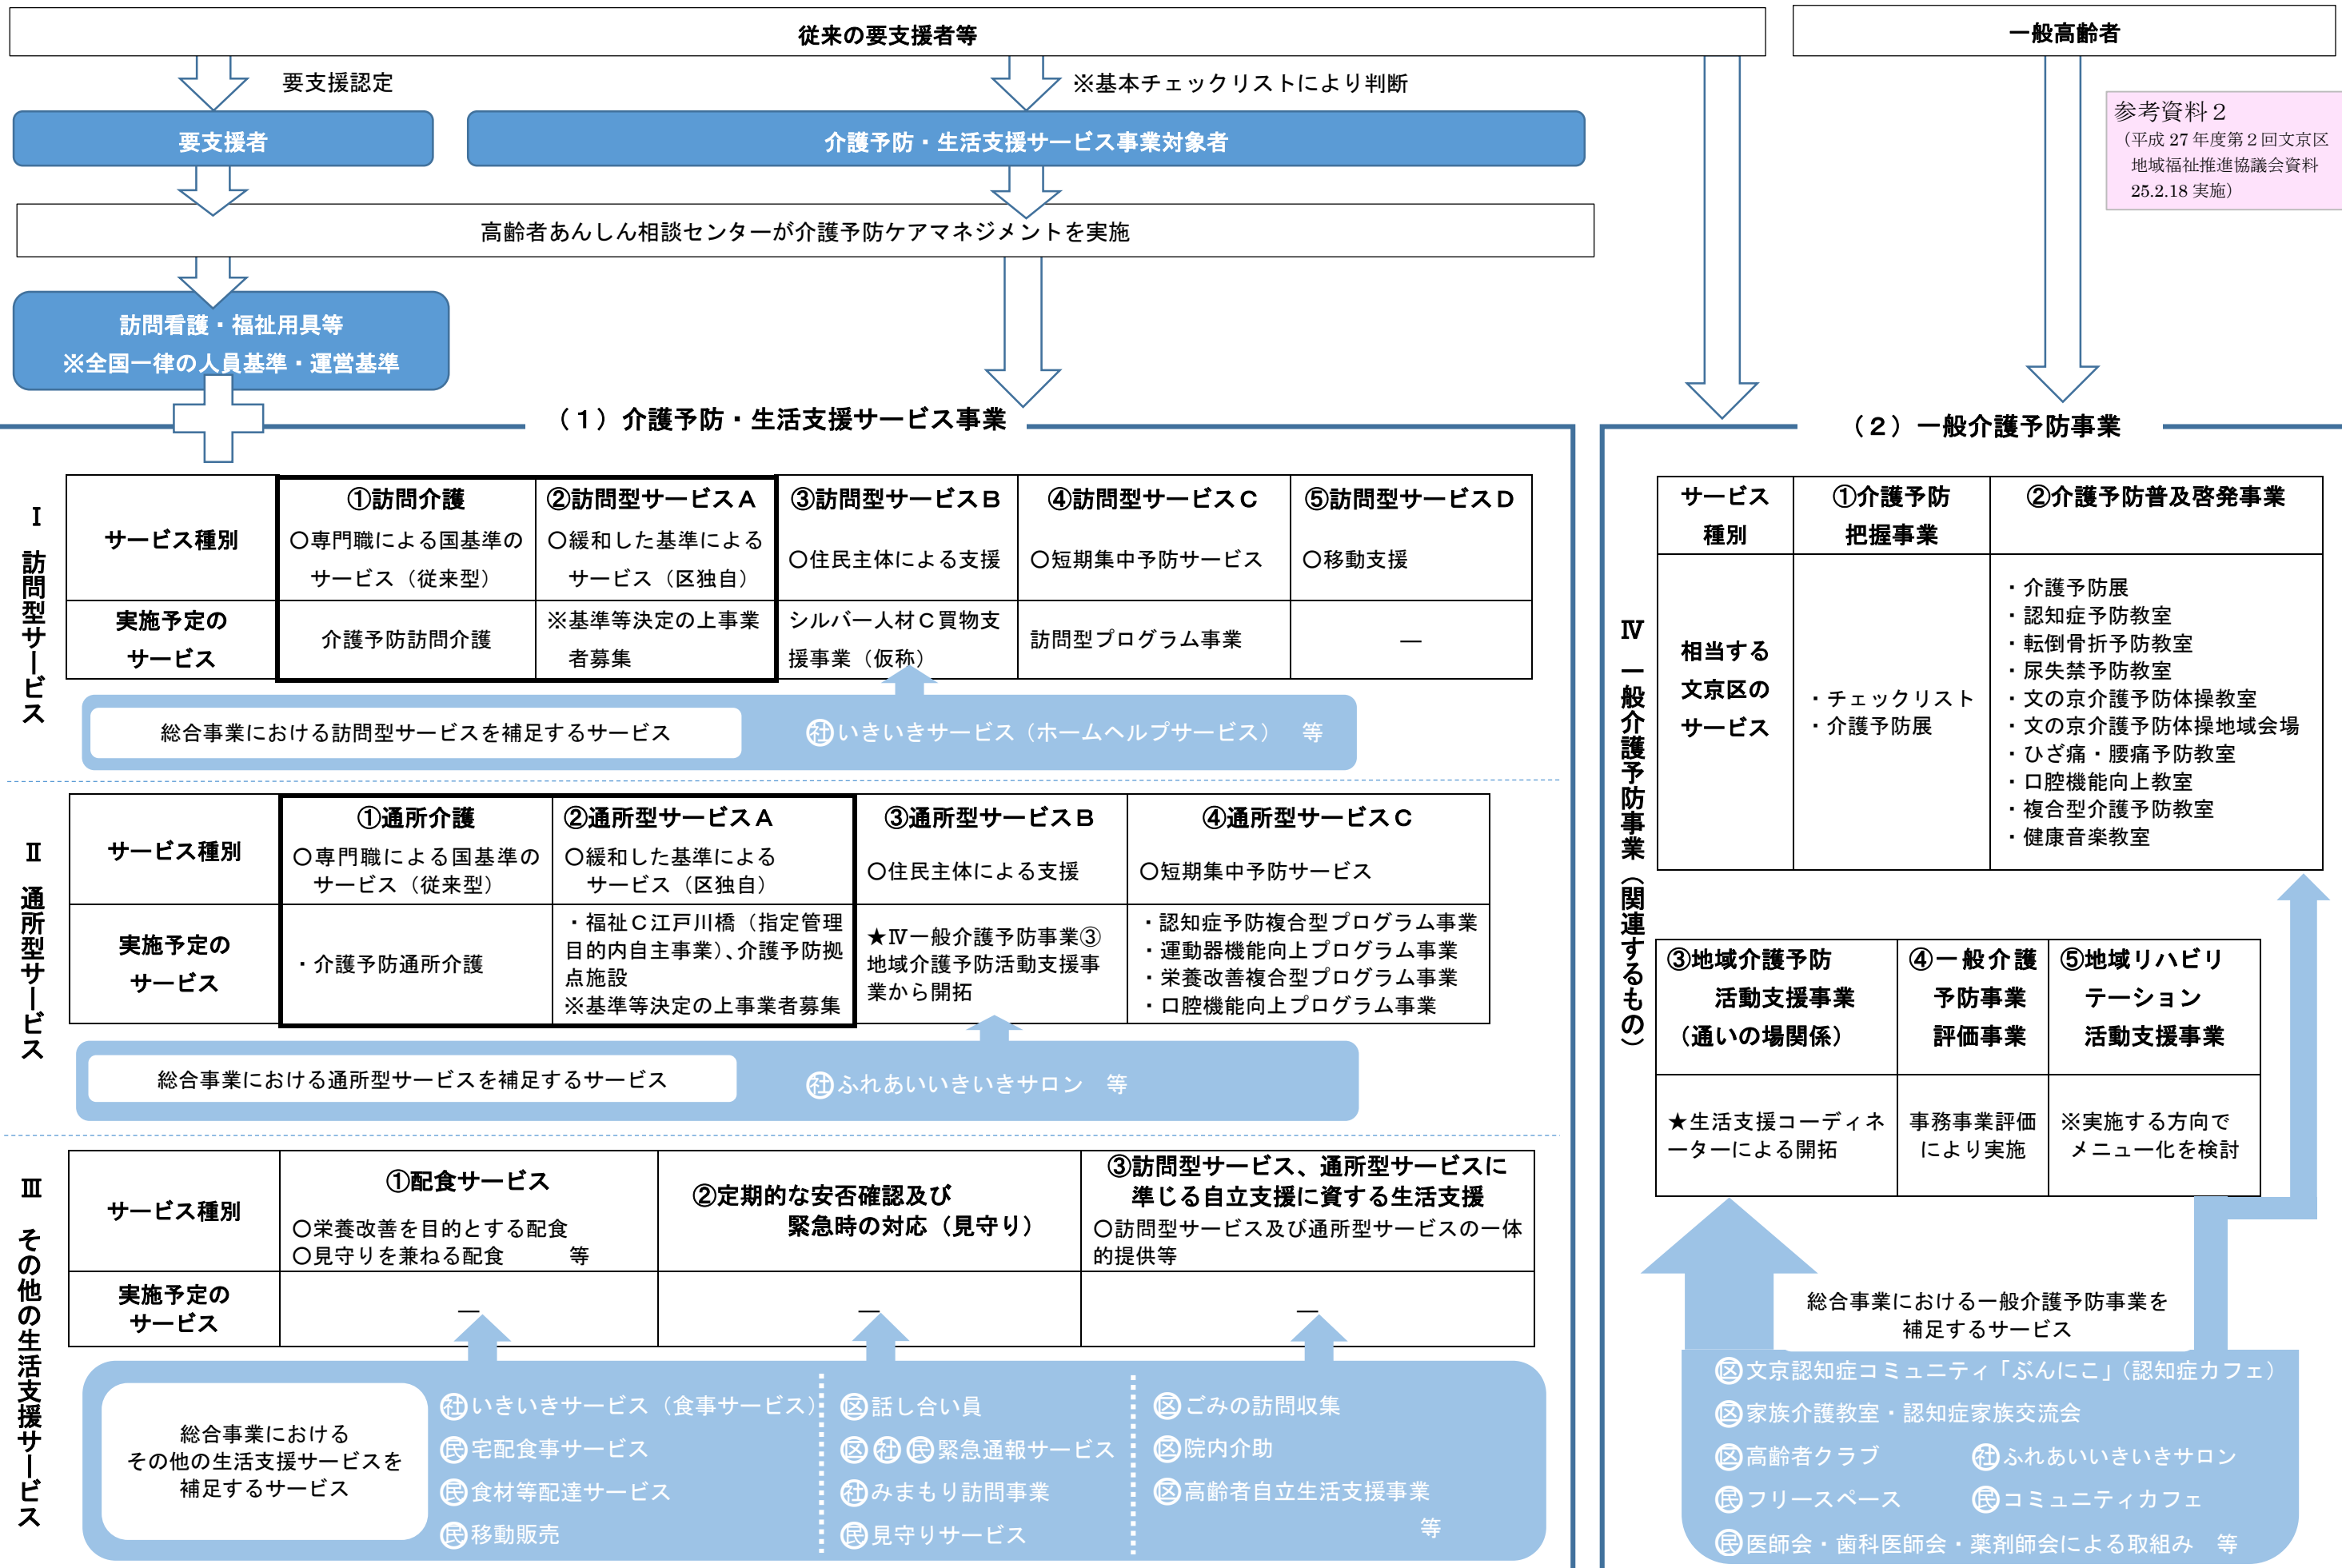 従来の要支援者等
一般高齢者
要支援認定
※基本チェックリストにより判断
参考資料2
（平成27年度第2回文京区
地域福祉推進協議会資料
25.2.18実施）
要支援者
介護予防・生活支援サービス事業対象者
高齢者あんしん相談センターが介護予防ケアマネジメントを実施
訪問看護・福祉用具等
※全国一律の人員基準・運営基準
（１）介護予防・生活支援サービス事業
Ⅰ 訪問型サービス
サービス種別
①訪問介護
〇専門職による国基準の
サービス（従来型）
②訪問型サービスＡ
〇緩和した基準による
サービス（区独自）
③訪問型サービスＢ
〇住民主体による支援
④訪問型サービスＣ
〇短期集中予防サービス
⑤訪問型サービスＤ
〇移動支援
実施予定の
サービス
介護予防訪問介護
※基準等決定の上事業
者募集
シルバー人材Ｃ買物支
援事業（仮称）
訪問型プログラム事業
―
総合事業における訪問型サービスを補足するサービス
㊓いきいきサービス（ホームヘルプサービス）　等
Ⅱ 通所型サービス
サービス種別
①通所介護
〇専門職による国基準の
サービス（従来型）
②通所型サービスＡ
〇緩和した基準による
サービス（区独自）
③通所型サービスＢ
〇住民主体による支援
④通所型サービスＣ
〇短期集中予防サービス
実施予定の
サービス
・介護予防通所介護
・福祉Ｃ江戸川橋（指定管理
目的内自主事業）、介護予防拠
点施設
※基準等決定の上事業者募集
★Ⅳ一般介護予防事業③
地域介護予防活動支援事
業から開拓
・認知症予防複合型プログラム事業
・運動器機能向上プログラム事業
・栄養改善複合型プログラム事業
・口腔機能向上プログラム事業
総合事業における通所型サービスを補足するサービス
㊓ふれあいいきいきサロン　等
Ⅲ その他の生活支援サービス
サービス種別
①配食サービス
〇栄養改善を目的とする配食
〇見守りを兼ねる配食　　　等
②定期的な安否確認及び
緊急時の対応（見守り）
③訪問型サービス、通所型サービスに
準じる自立支援に資する生活支援
〇訪問型サービス及び通所型サービスの一体
的提供等
実施予定の
サービス
―
―
―
総合事業における
その他の生活支援サービスを
補足するサービス
社いきいきサービス（食事サービス）
民宅配食事サービス
民食材等配達サービス
民移動販売
区話し合い員
区社民緊急通報サービス
社みまもり訪問事業
民見守りサービス
区ごみの訪問収集
区院内介助
区高齢者自立生活支援事業
等
（２）一般介護予防事業
Ⅳ 一般介護予防事業（関連するもの）
サービス
種別
①介護予防
把握事業
②介護予防普及啓発事業
相当する
文京区の
サービス
・チェックリスト
・介護予防展
・介護予防展
・認知症予防教室
・転倒骨折予防教室
・尿失禁予防教室
・文の京介護予防体操教室
・文の京介護予防体操地域会場
・ひざ痛・腰痛予防教室
・口腔機能向上教室
・複合型介護予防教室
・健康音楽教室
③地域介護予防
活動支援事業
（通いの場関係）
④一般介護
予防事業
評価事業
⑤地域リハビリ
テーション
活動支援事業
★生活支援コーディネ
ーターによる開拓
事務事業評価
により実施
※実施する方向で
メニュー化を検討
総合事業における一般介護予防事業を
補足するサービス
区文京認知症コミュニティ「ぶんにこ」（認知症カフェ）
区家族介護教室・認知症家族交流会
区高齢者クラブ　社ふれあいいきいきサロン
民フリースペース　民コミュニティカフェ
民医師会・歯科医師会・薬剤師会による取組み　等